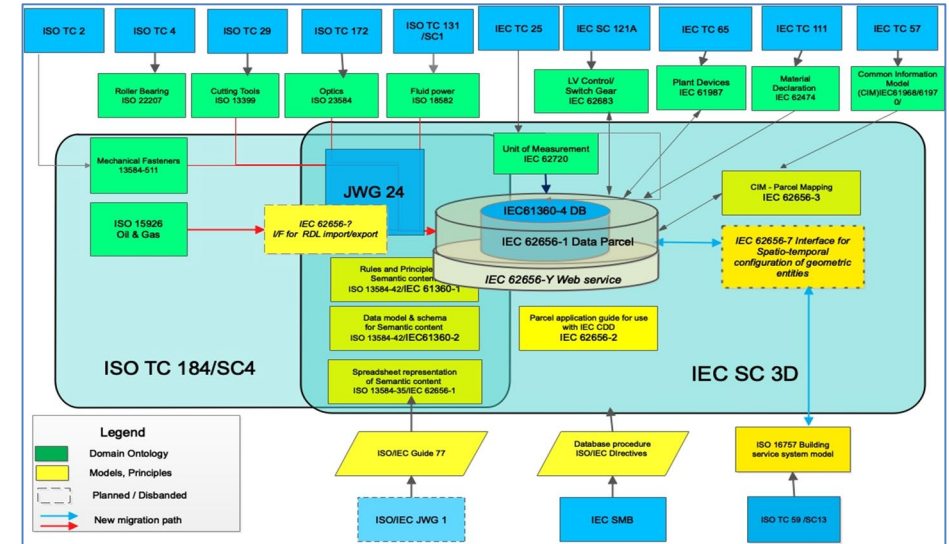 ISO TC 2
ISO TC 4
ISO TC 29
ISO TC 172
ISO TC 131
/SC1
IEC TC 25
IEC SC 121A
IEC TC 65
IEC TC 111
IEC TC 57
Roller Bearing
ISO 22207
Cutting Tools
ISO 13399
Optics
ISO 23584
Fluid power
ISO 18582
LV Control/
Switch Gear
IEC 62683
Plant Devices
IEC 61987
Material
Declaration
IEC 62474
Common Information
Model
(CIM)IEC61968/6197
0/
Mechanical Fasteners
13584-511
JWG 24
Unit of Measurement
IEC 62720
CIM - Parcel Mapping
IEC 62656-3
ISO 15926
Oil & Gas
IEC 62656-?
I/F for RDL import/export
IEC61360-4 DB
IEC 62656-1 Data Parcel
IEC 62656-Y Web service
IEC 62656-7 Interface for
Spatio-temporal
configuration of geometric
entities
Rules and Principle
Semantic content
ISO 13584-42/IEC 61360-1
Data model & schema
for Semantic content
ISO 13584-42/IEC61360-2
Parcel application guide for use
with IEC CDD
IEC 62656-2
ISO TC 184/SC4
Spreadsheet representation
of Semantic content
ISO 13584-35/IEC 62656-1
IEC SC 3D
Legend
Domain Ontology
Models, Principles
Planned / Disbanded
New migration path
ISO/IEC Guide 77
Database procedure
ISO/IEC DIrectives
ISO 16757 Building
service system model
ISO/IEC JWG 1
IEC SMB
ISO TC 59 /SC13